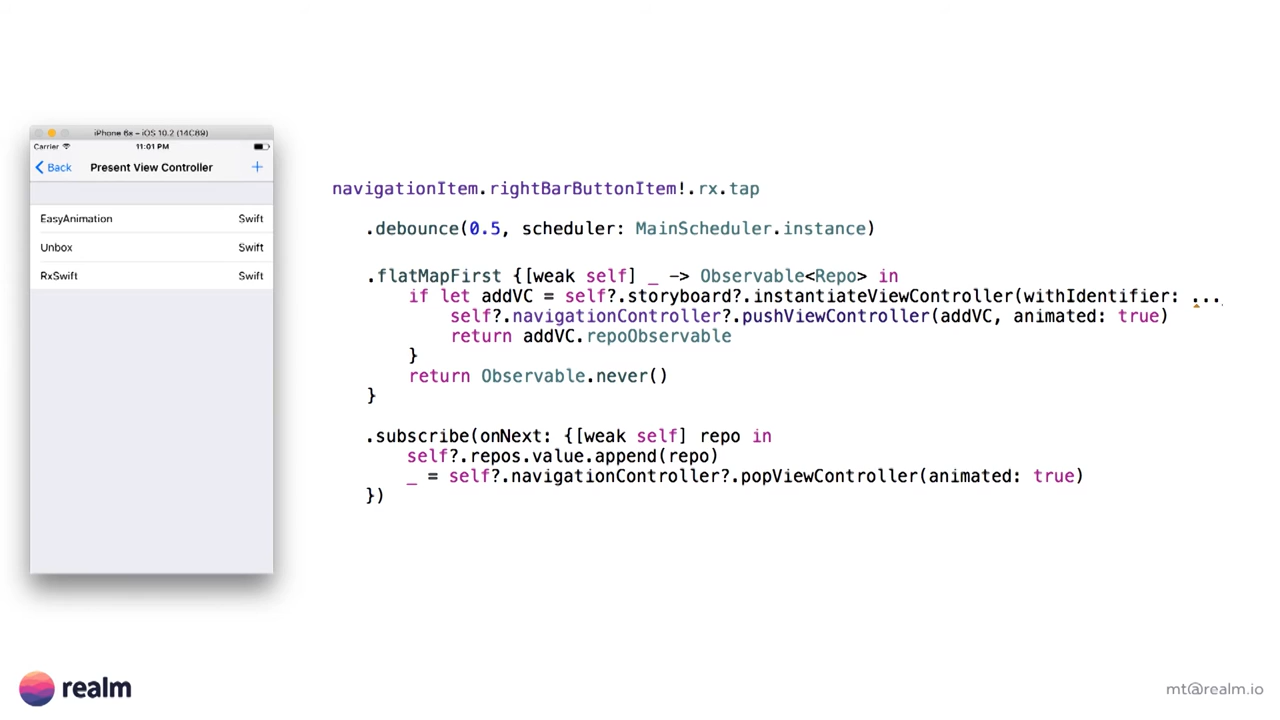 iPhone 6s – iOS 10.2 (14C89)
Carrier 11:01 PM
Back Present View Controller +
EasyAnimation Swift
Unbox Swift
RxSwift Swift
navigationItem.rightBarButtonItem!.rx.tap
.debounce(0.5, scheduler: MainScheduler.instance)
.flatMapFirst {[weak self] _ -> Observable<Repo> in
if let addVC = self?.storyboard?.instantiateViewController(withIdentifier: ...
self?.navigationController?.pushViewController(addVC, animated: true)
return addVC.repoObservable
}
return Observable.never()
}
.subscribe(onNext: {[weak self] repo in
self?.repos.value.append(repo)
_ = self?.navigationController?.popViewController(animated: true)
})
realm
mt@realm.io